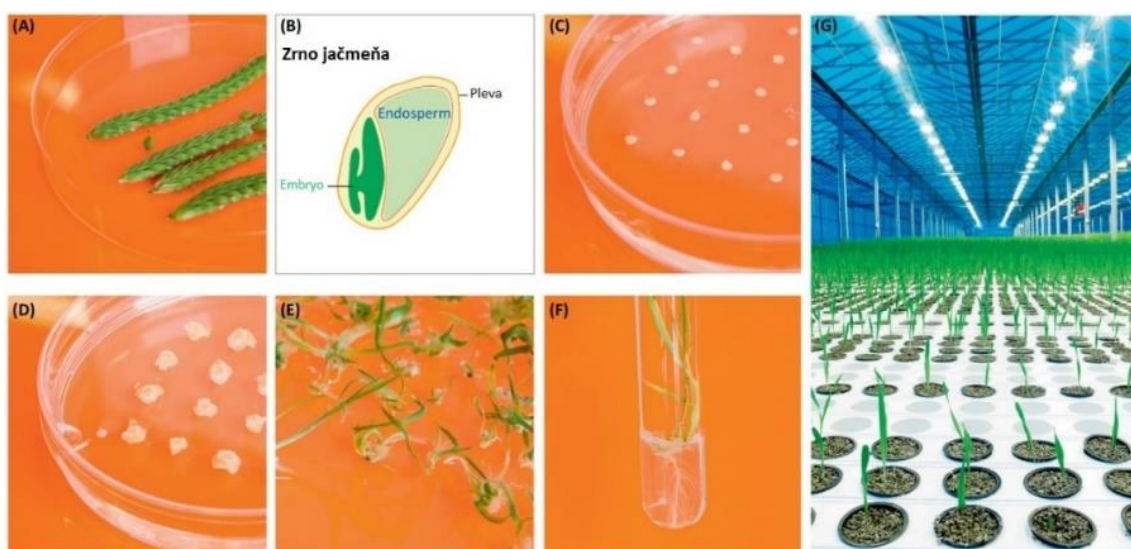 (A)
(B)
Zrno jačmeňa
Pleva
Endosperm
Embryo
(C)
(G)
(D)
(E)
(F)